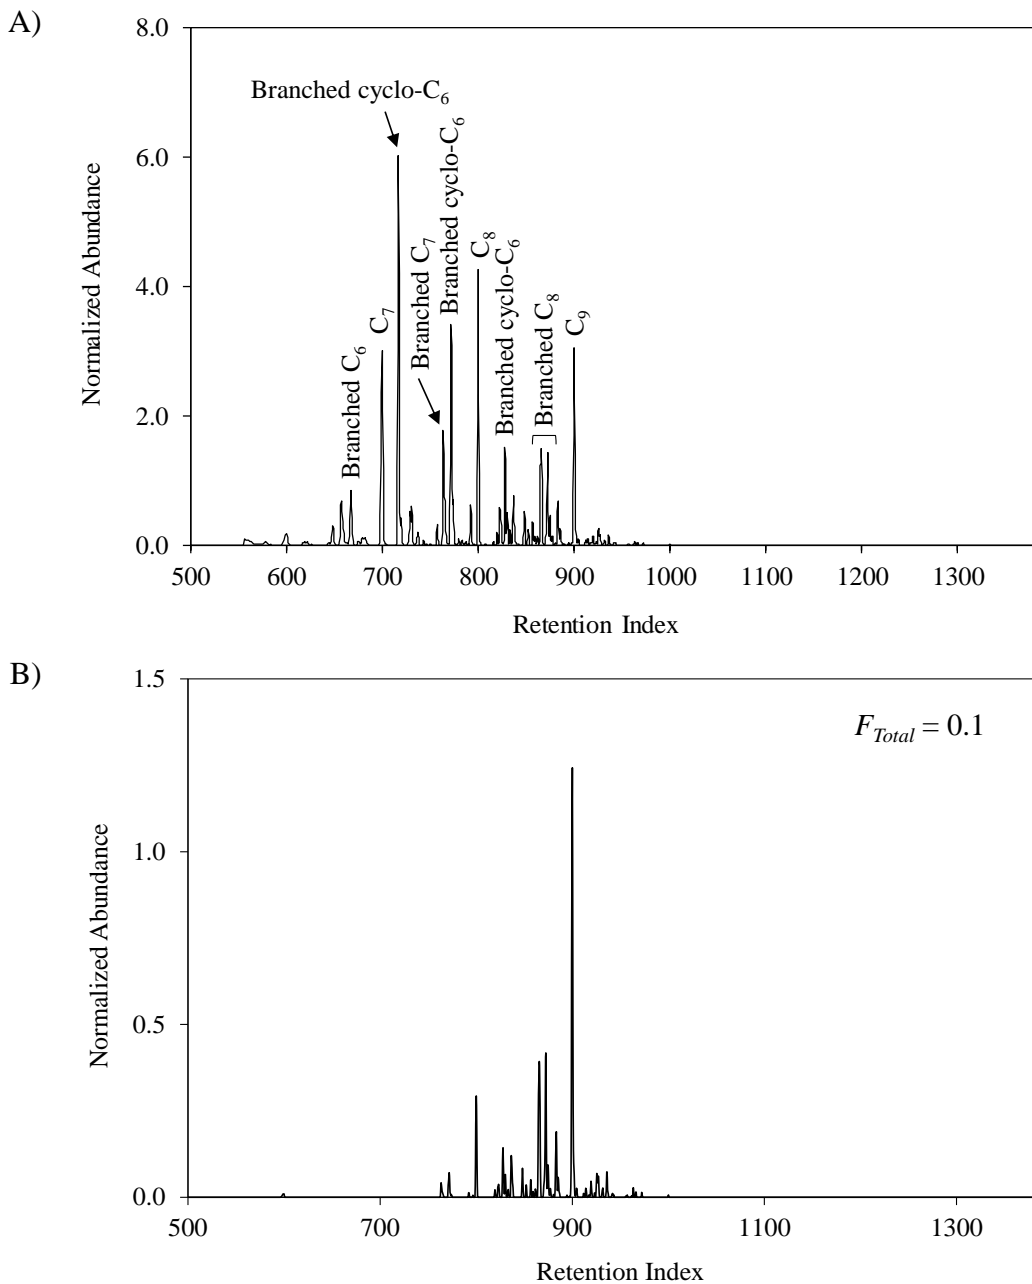 A)
8.0
6.0
4.0
2.0
0.0
Normalized Abundance
Branched cyclo-C6
Branched C6
C7
Branched C7
Branched cyclo-C6
C8
Branched cyclo-C6
Branched C8
C9
500 600 700 800 900 1000 1100 1200 1300
Retention Index
B)
1.5
1.0
0.5
0.0
Normalized Abundance
FTotal = 0.1
500 700 900 1100 1300
Retention Index